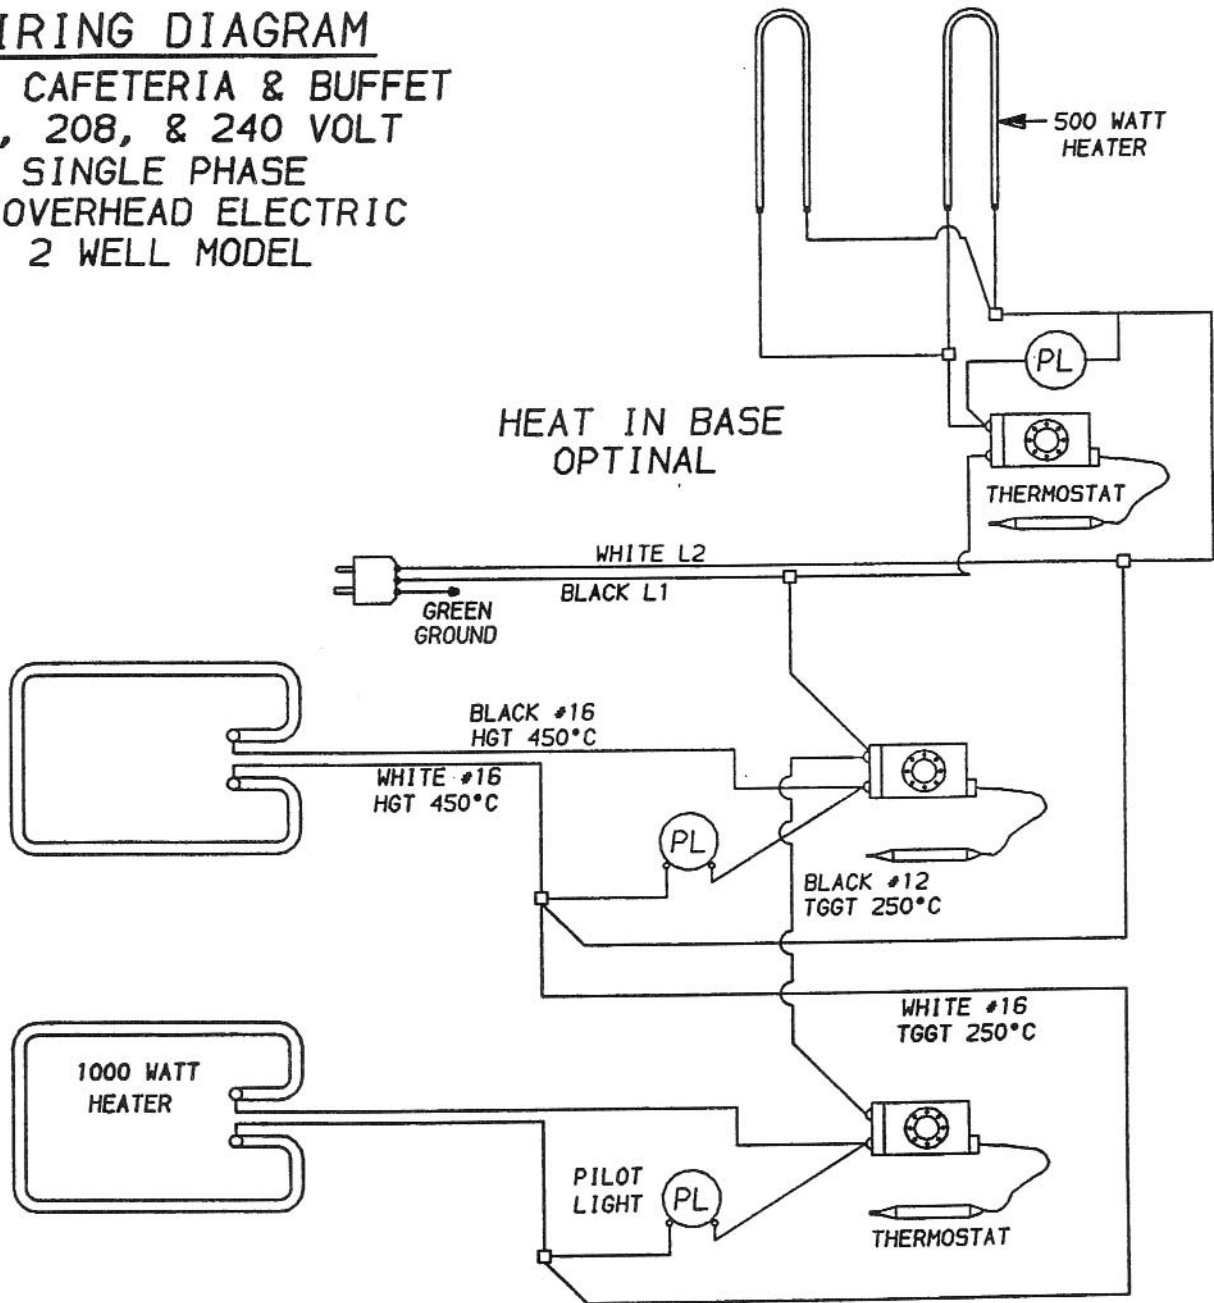 IRING DIAGRAM
CAFETERIA & BUFFET
, 208, & 240 VOLT
SINGLE PHASE
OVERHEAD ELECTRIC
2 WELL MODEL
500 WATT
HEATER
PL
HEAT IN BASE
OPTINAL
THERMOSTAT
WHITE L2
BLACK L1
GREEN
GROUND
BLACK #16
HGT 450°C
WHITE #16
HGT 450°C
PL
BLACK #12
TGGT 250°C
WHITE #16
TGGT 250°C
1000 WATT
HEATER
PILOT
LIGHT
PL
THERMOSTAT